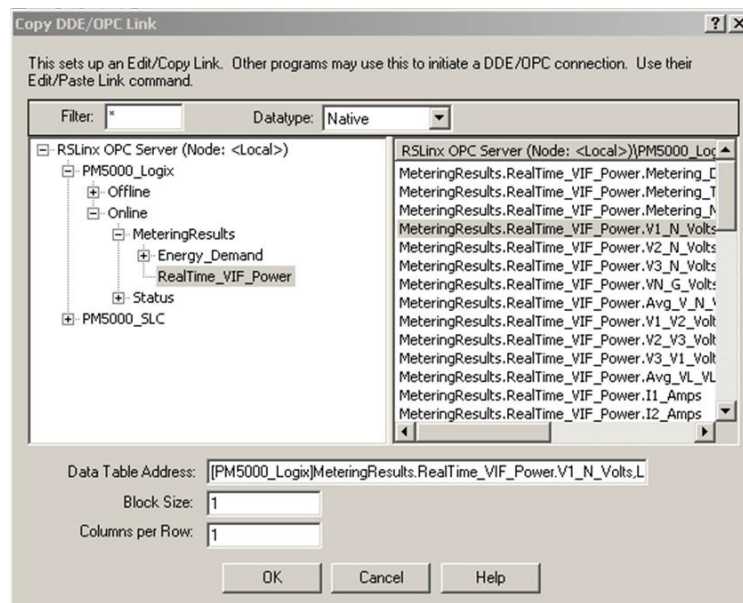 Copy DDE/OPC Link
This sets up an Edit/Copy Link. Other programs may use this to initiate a DDE/OPC connection. Use their
Edit/Paste Link command.
Filter: * Datatype: Native
RSLinx OPC Server (Node: <Local>)
PM5000_Logix
Offline
Online
MeteringResults
Energy_Demand
RealTime_VIF_Power
Status
PM5000_SLC
RSLinx OPC Server (Node: <Local>)\PM5000_Log
MeteringResults.RealTime_VIF_Power.Metering_D
MeteringResults.RealTime_VIF_Power.Metering_T
MeteringResults.RealTime_VIF_Power.Metering_M
MeteringResults.RealTime_VIF_Power.V1_N_Volts
MeteringResults.RealTime_VIF_Power.V2_N_Volts
MeteringResults.RealTime_VIF_Power.V3_N_Volts
MeteringResults.RealTime_VIF_Power.VN_G_Volts
MeteringResults.RealTime_VIF_Power.Avg_V_N_V
MeteringResults.RealTime_VIF_Power.V1_V2_Volt
MeteringResults.RealTime_VIF_Power.V2_V3_Volt
MeteringResults.RealTime_VIF_Power.V3_V1_Volt
MeteringResults.RealTime_VIF_Power.Avg_VL_VL
MeteringResults.RealTime_VIF_Power.I1_Amps
MeteringResults.RealTime_VIF_Power.I2_Amps
Data Table Address: [PM5000_Logix]MeteringResults.RealTime_VIF_Power.V1_N_Volts,L
Block Size: 1
Columns per Row: 1
OK Cancel Help